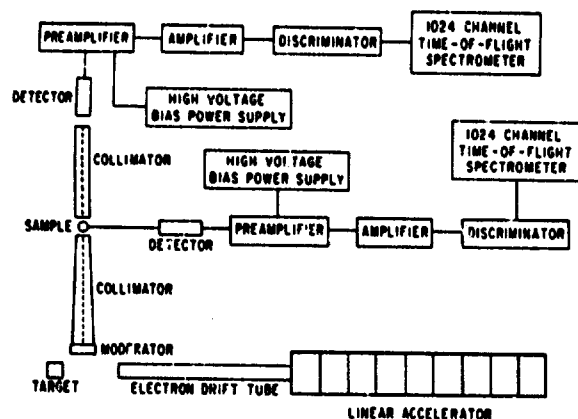 PREAMPLIFIER
AMPLIFIER
DISCRIMINATOR
1024 CHANNEL
TIME-OF-FLIGHT
SPECTROMETER
DETECTOR
HIGH VOLTAGE
BIAS POWER SUPPLY
COLLIMATOR
HIGH VOLTAGE
BIAS POWER SUPPLY
1024 CHANNEL
TIME-OF-FLIGHT
SPECTROMETER
SAMPLE
DETECTOR
PREAMPLIFIER
AMPLIFIER
DISCRIMINATOR
COLLIMATOR
MODERATOR
TARGET
ELECTRON DRIFT TUBE
LINEAR ACCELERATOR